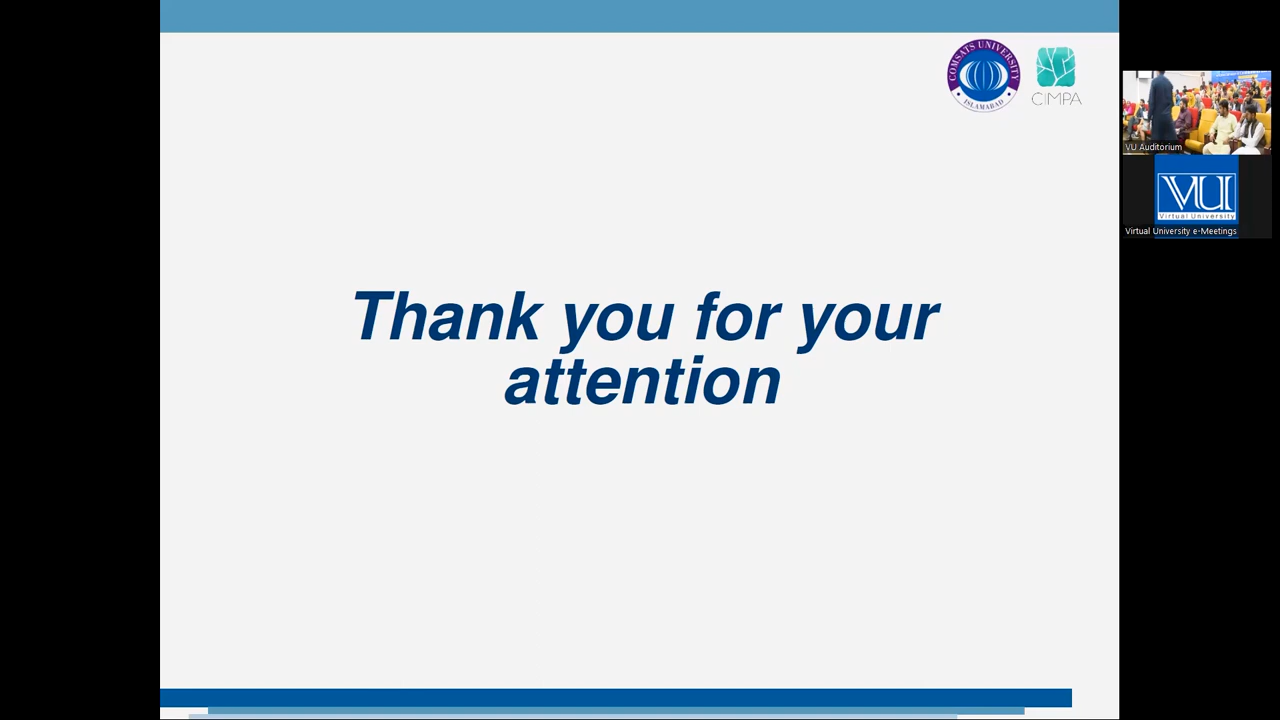 COMSATS UNIVERSITY
ISLAMABAD
CIMPA
Thank you for your
attention
VU Auditorium
VU
Virtual University
Virtual University e-Meetings